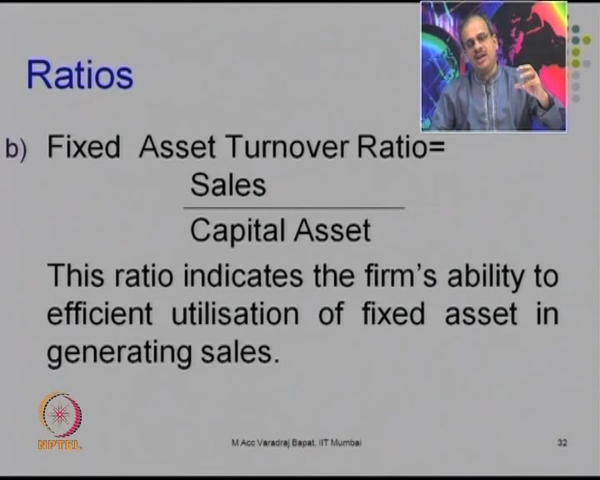 Ratios
b) Fixed Asset Turnover Ratio=
Sales
Capital Asset
This ratio indicates the firm's ability to
efficient utilisation of fixed asset in
generating sales.
NPTEL
M Acc Varadraj Bapat, IIT Mumbai
32